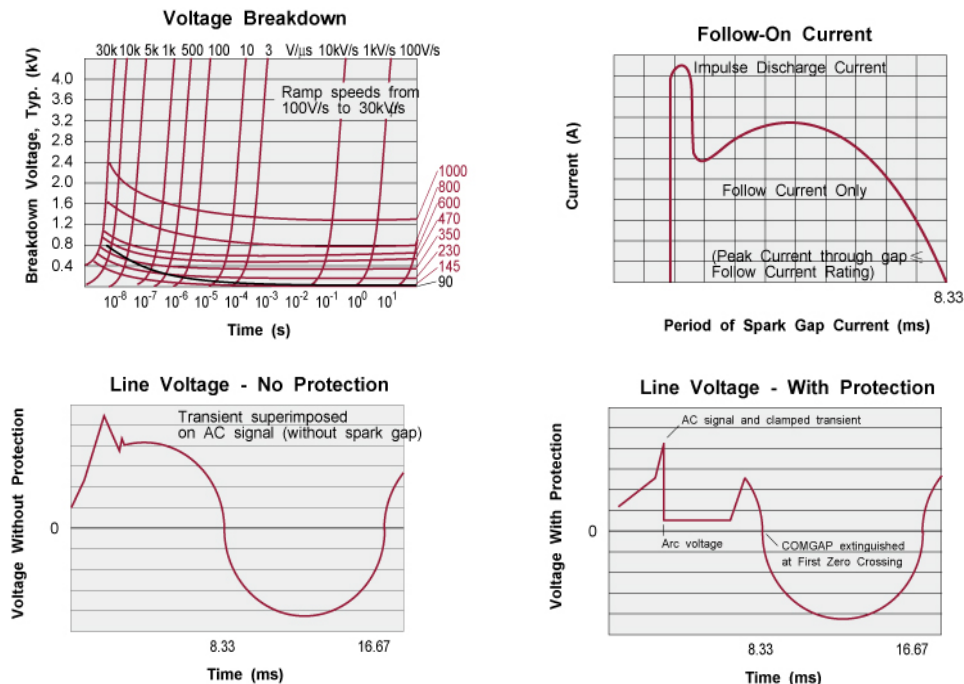 Voltage Breakdown
30k 10k 5k 1k 500 100 10 3 V/µs 10kV/s 1kV/s 100V/s
Breakdown Voltage, Typ. (kV)
4.4
3.6
2.8
2.4
2.0
1.6
1.2
0.8
0.4
Ramp speeds from
100V/s to 30kV/µs
1000
800
600
470
350
230
145
90
10⁻⁸ 10⁻⁷ 10⁻⁶ 10⁻⁵ 10⁻⁴ 10⁻³ 10⁻² 10⁻¹ 10⁰ 10¹
Time (s)
Follow-On Current
Current (A)
Impulse Discharge Current
Follow Current Only
(Peak Current through gap ≤
Follow Current Rating)
8.33
Period of Spark Gap Current (ms)
Line Voltage - No Protection
Voltage Without Protection
Transient superimposed
on AC signal (without spark gap)
0
8.33
16.67
Time (ms)
Line Voltage - With Protection
Voltage With Protection
AC signal and clamped transient
0
Arc voltage
COMGAP extinguished
at First Zero Crossing
8.33
16.67
Time (ms)